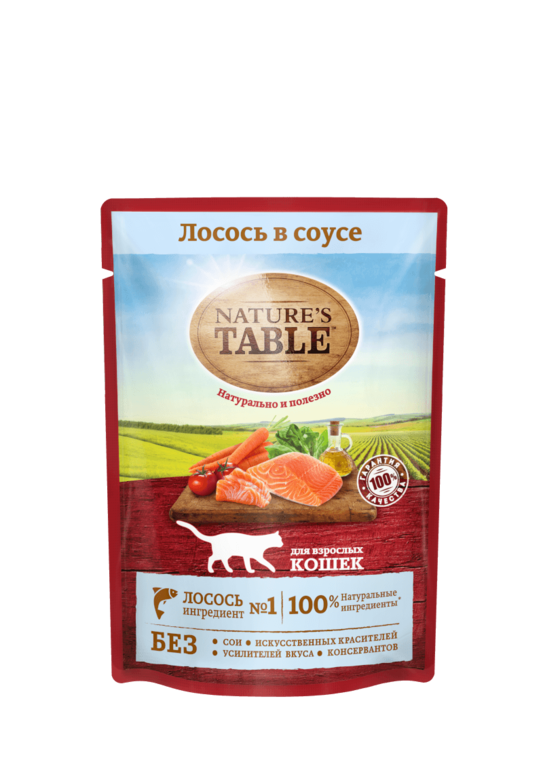 Лосось в соусе
NATURE'S
TABLE™
Натурально и полезно
ГАРАНТИЯ
100%
КАЧЕСТВА
для взрослых
КОШЕК
ЛОСОСЬ
ингредиент №1
100% Натуральные
ингредиенты*
БЕЗ
• СОИ • ИСКУССТВЕННЫХ КРАСИТЕЛЕЙ
• УСИЛИТЕЛЕЙ ВКУСА • КОНСЕРВАНТОВ